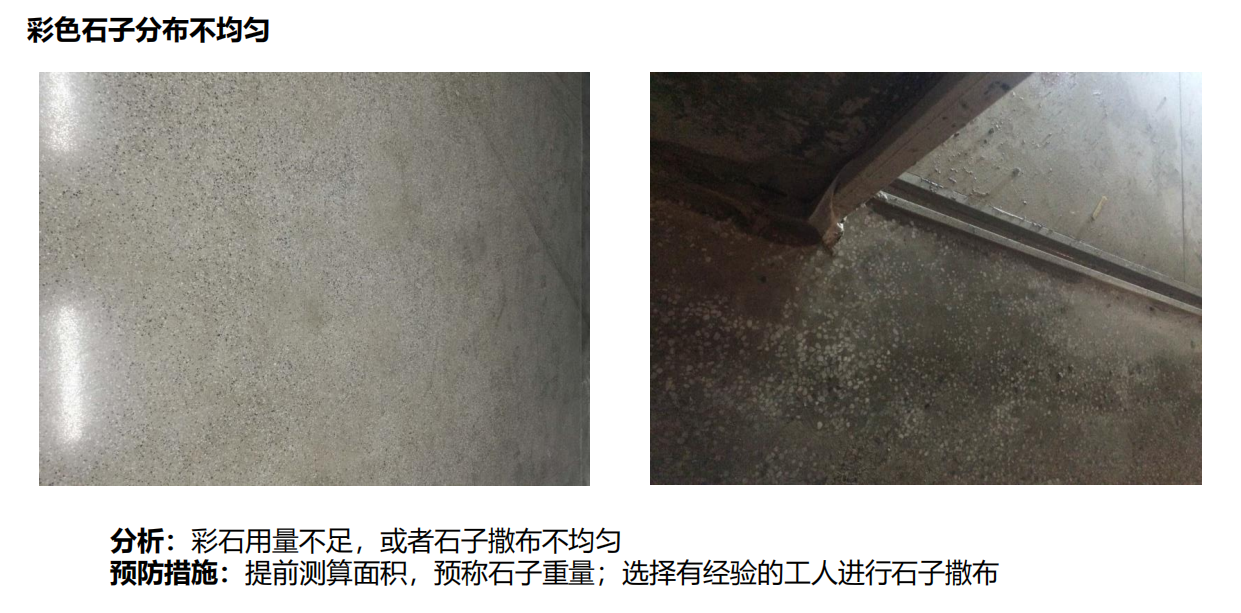 彩色石子分布不均匀
分析：彩石用量不足，或者石子撒布不均匀
预防措施：提前测算面积，预称石子重量；选择有经验的工人进行石子撒布